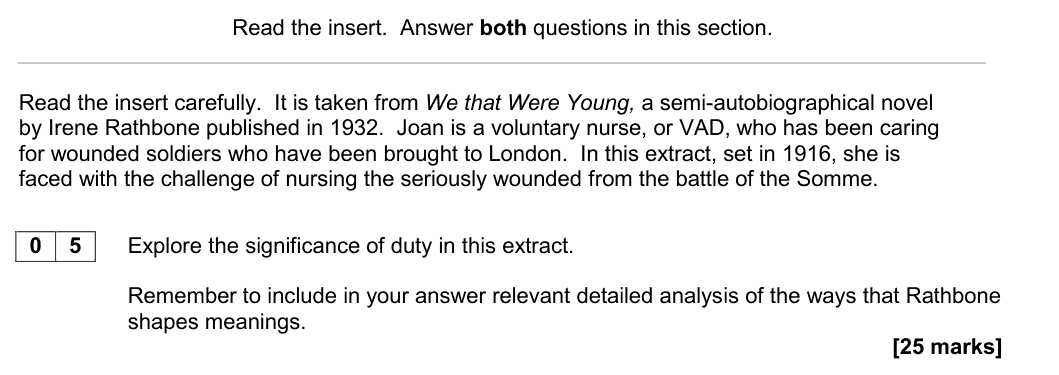 Read the insert.  Answer both questions in this section.
Read the insert carefully.  It is taken from We that Were Young, a semi-autobiographical novel
by Irene Rathbone published in 1932.  Joan is a voluntary nurse, or VAD, who has been caring
for wounded soldiers who have been brought to London.  In this extract, set in 1916, she is
faced with the challenge of nursing the seriously wounded from the battle of the Somme.
0 5 Explore the significance of duty in this extract.
Remember to include in your answer relevant detailed analysis of the ways that Rathbone
shapes meanings.
[25 marks]